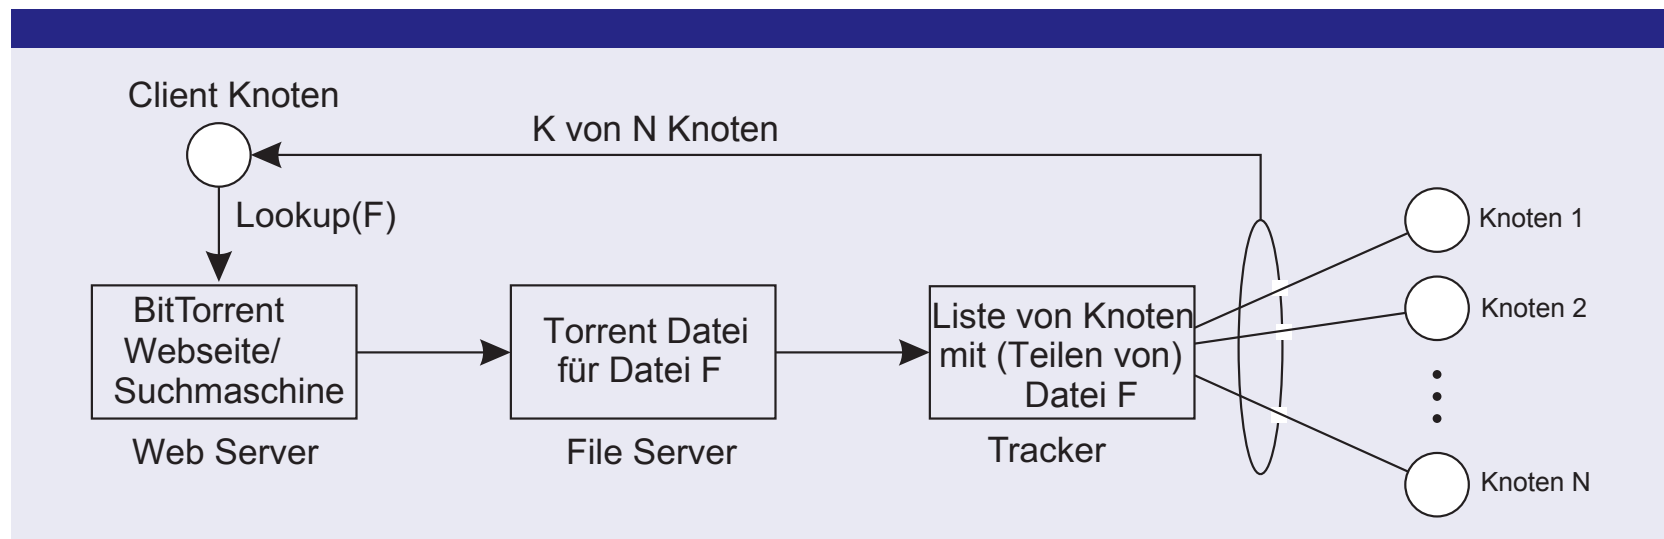 Client Knoten
K von N Knoten
Lookup(F)
BitTorrent
Webseite/
Suchmaschine
Web Server
Torrent Datei
für Datei F
File Server
Liste von Knoten
mit (Teilen von)
Datei F
Tracker
Knoten 1
Knoten 2
Knoten N